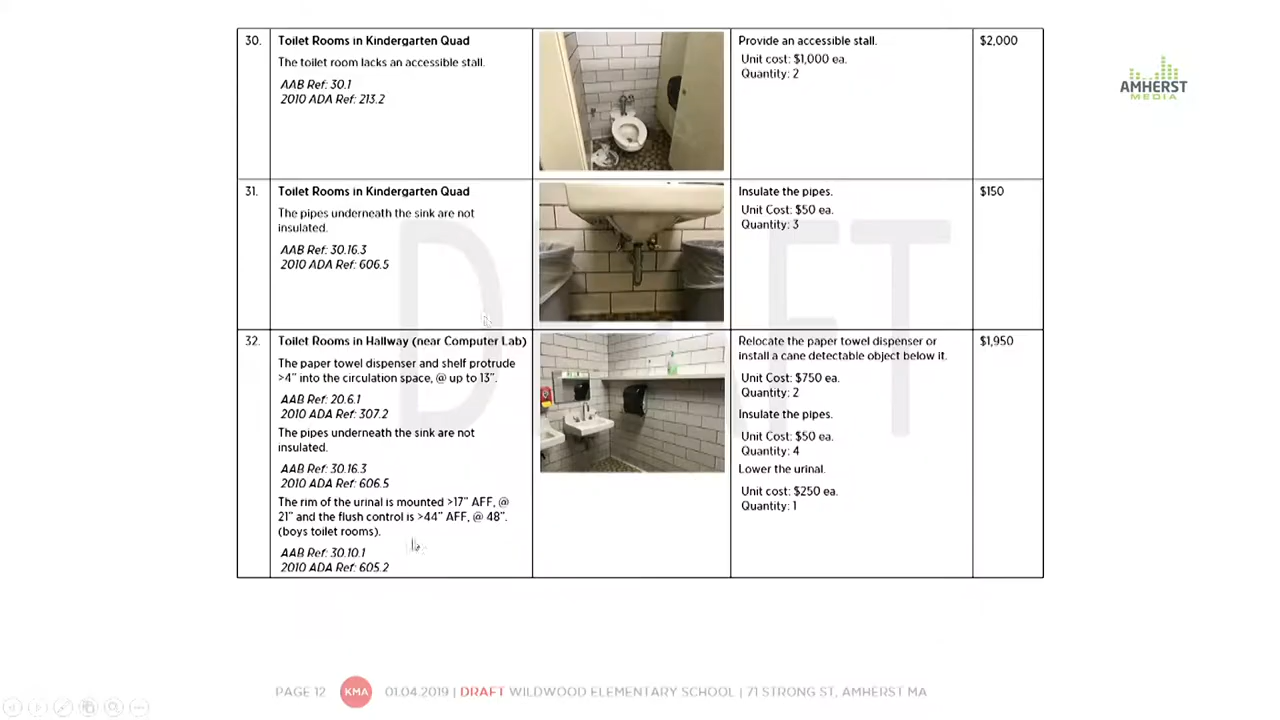 30.
Toilet Rooms in Kindergarten Quad
The toilet room lacks an accessible stall.
AAB Ref: 30.1
2010 ADA Ref: 213.2
Provide an accessible stall.
Unit cost: $1,000 ea.
Quantity: 2
$2,000
AMHERST
MEDIA
31.
Toilet Rooms in Kindergarten Quad
The pipes underneath the sink are not
insulated.
AAB Ref: 30.16.3
2010 ADA Ref: 606.5
Insulate the pipes.
Unit Cost: $50 ea.
Quantity: 3
$150
DRAFT
32.
Toilet Rooms in Hallway (near Computer Lab)
The paper towel dispenser and shelf protrude
>4" into the circulation space, @ up to 13".
AAB Ref: 20.6.1
2010 ADA Ref: 307.2
The pipes underneath the sink are not
insulated.
AAB Ref: 30.16.3
2010 ADA Ref: 606.5
The rim of the urinal is mounted >17" AFF, @
21" and the flush control is >44" AFF, @ 48".
(boys toilet rooms).
AAB Ref: 30.10.1
2010 ADA Ref: 605.2
Relocate the paper towel dispenser or
install a cane detectable object below it.
Unit Cost: $750 ea.
Quantity: 2
Insulate the pipes.
Unit Cost: $50 ea.
Quantity: 4
Lower the urinal.
Unit cost: $250 ea.
Quantity: 1
$1,950
PAGE 12 KMA 01.04.2019 | DRAFT WILDWOOD ELEMENTARY SCHOOL | 71 STRONG ST, AMHERST MA